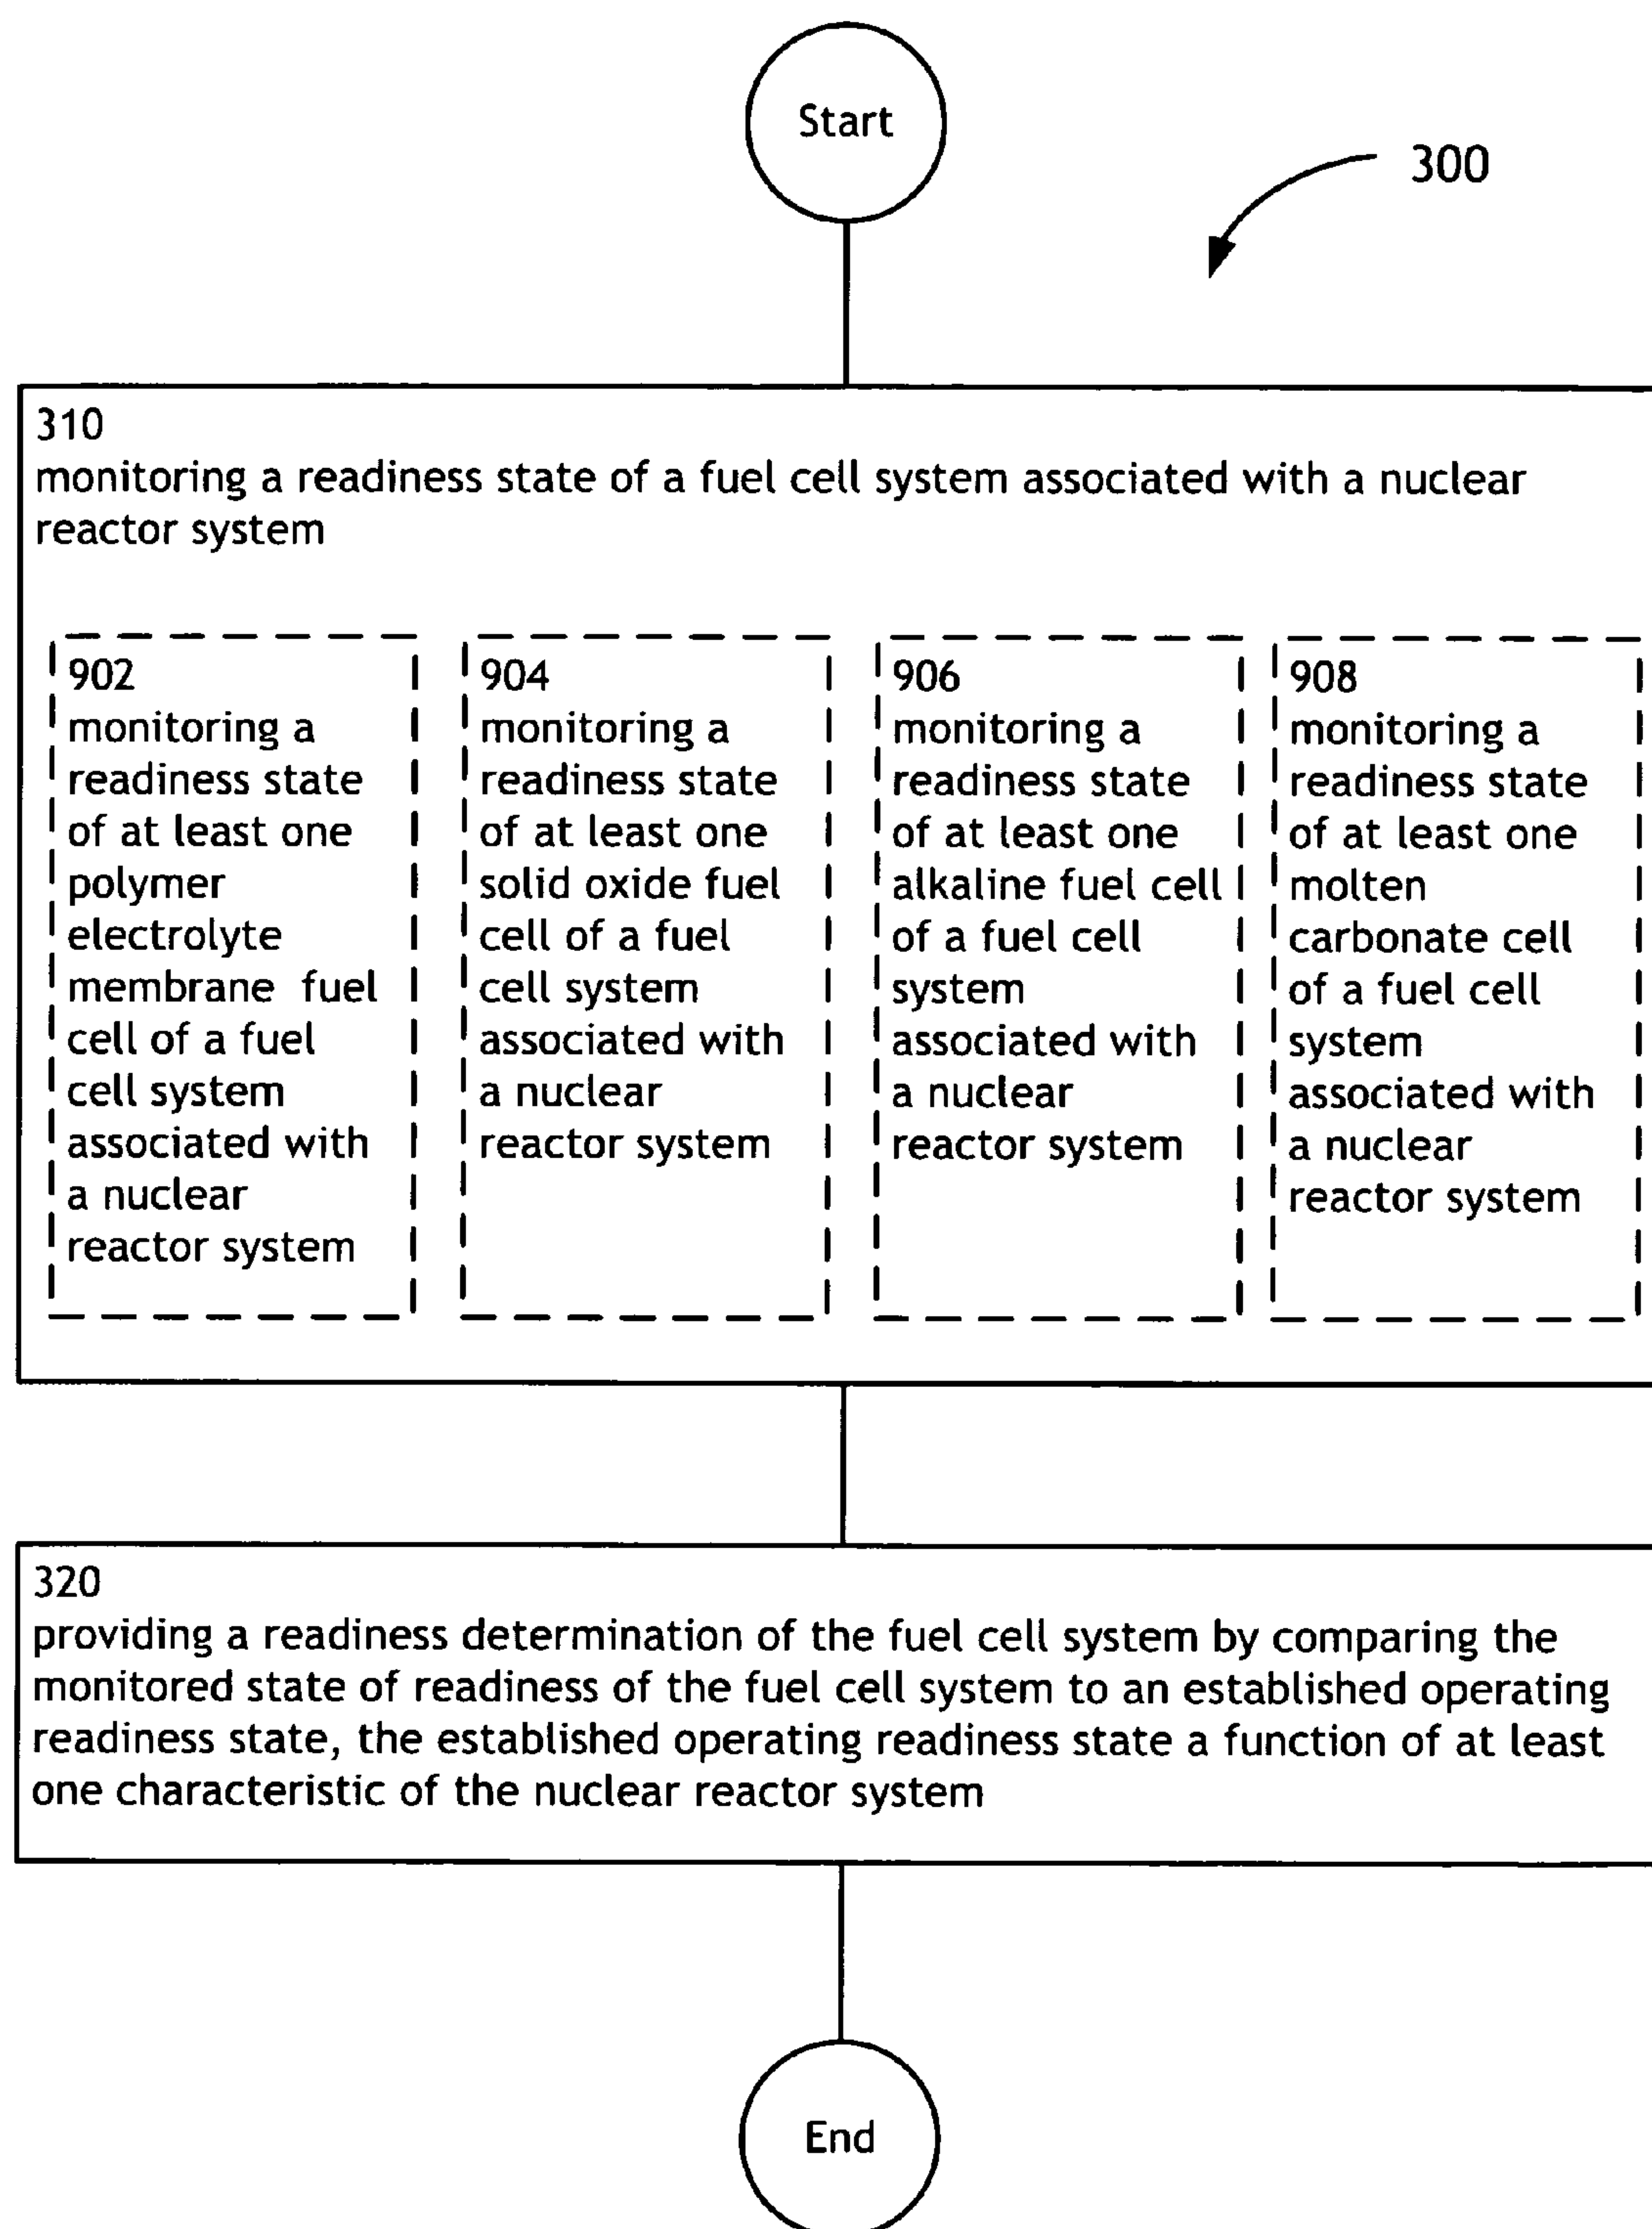 Start
300
310
monitoring a readiness state of a fuel cell system associated with a nuclear
reactor system
902
monitoring a
readiness state
of at least one
polymer
electrolyte
membrane fuel
cell of a fuel
cell system
associated with
a nuclear
reactor system
904
monitoring a
readiness state
of at least one
solid oxide fuel
cell of a fuel
cell system
associated with
a nuclear
reactor system
906
monitoring a
readiness state
of at least one
alkaline fuel cell
of a fuel cell
system
associated with
a nuclear
reactor system
908
monitoring a
readiness state
of at least one
molten
carbonate cell
of a fuel cell
system
associated with
a nuclear
reactor system
320
providing a readiness determination of the fuel cell system by comparing the
monitored state of readiness of the fuel cell system to an established operating
readiness state, the established operating readiness state a function of at least
one characteristic of the nuclear reactor system
End